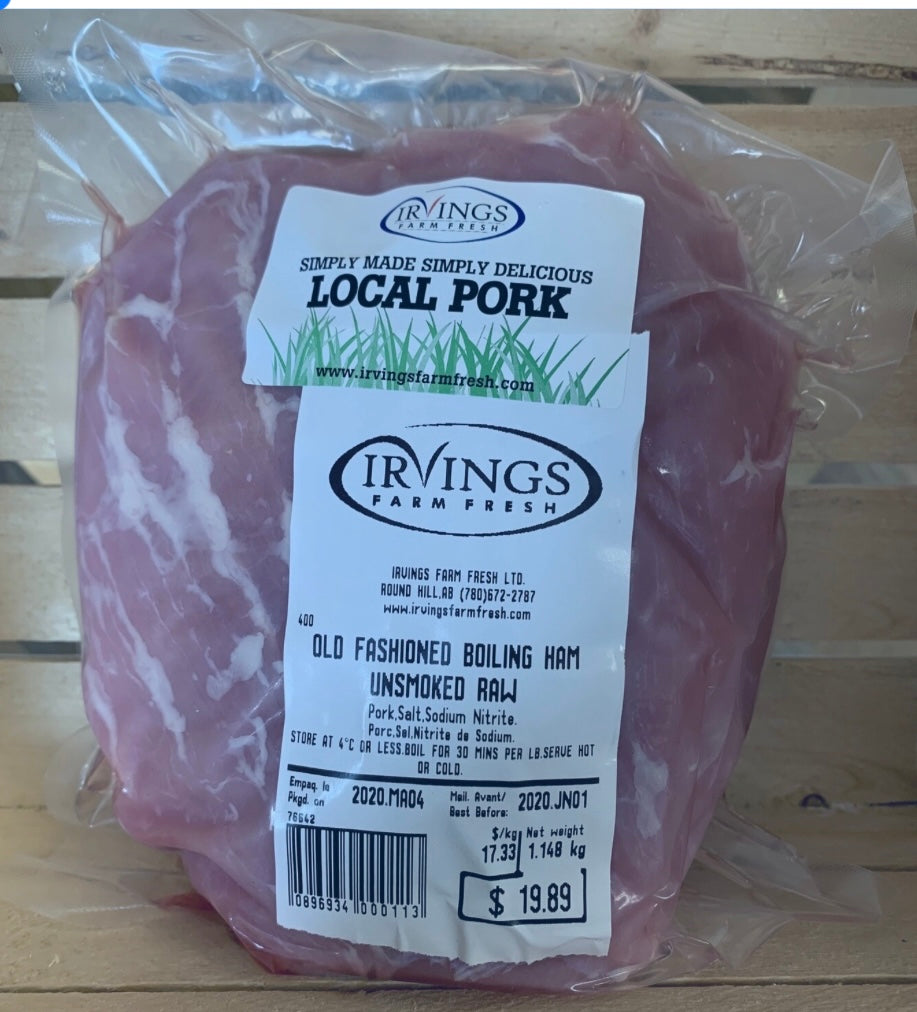 IRVINGS
FARM FRESH
SIMPLY MADE SIMPLY DELICIOUS
LOCAL PORK
www.irvingsfarmfresh.com
IRVINGS
FARM FRESH
IRVINGS FARM FRESH LTD.
ROUND HILL,AB (780)672-2787
www.irvingsfarmfresh.com
400
OLD FASHIONED BOILING HAM
UNSMOKED RAW
Pork,Salt,Sodium Nitrite.
Porc,Sel,Nitrite de Sodium.
STORE AT 4°C OR LESS.BOIL FOR 30 MINS PER LB.SERVE HOT
OR COLD.
Empaq. le
Pkgd. on 2020.MA04
Meil. Avant/
Best Before: 2020.JN01
76642
$/kg Net weight
17.33 1.148 kg
$ 19.89
0896934 000113